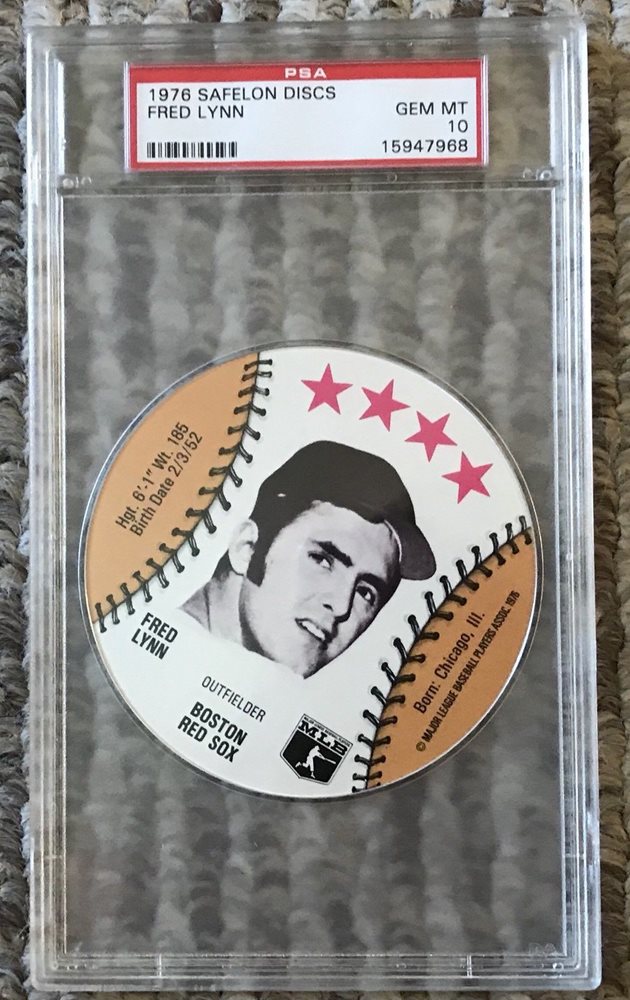 PSA
1976 SAFELON DISCS
FRED LYNN
GEM MT
10
15947968
Hgt. 6'-1" Wt. 185
Birth Date 2/3/52
FRED
LYNN
OUTFIELDER
BOSTON
RED SOX
MLB
Born: Chicago, Ill.
© MAJOR LEAGUE BASEBALL PLAYERS ASSOC. 1976